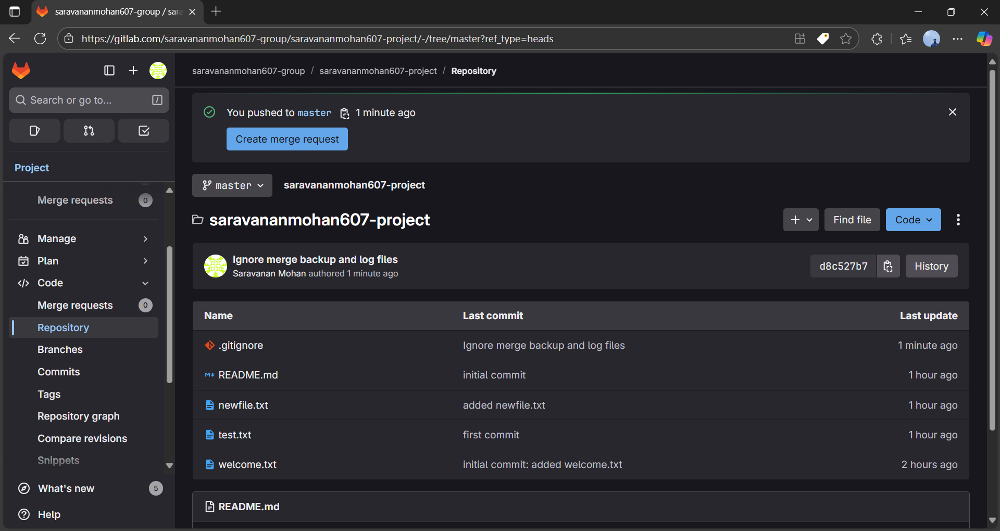 saravananmohan607-group / sara
https://gitlab.com/saravananmohan607-group/saravananmohan607-project/-/tree/master?ref_type=heads
saravananmohan607-group / saravananmohan607-project / Repository
Search or go to...
/
You pushed to master 1 minute ago
Create merge request
Project
master
saravananmohan607-project
Merge requests 0
saravananmohan607-project
Find file
Code
Manage
Plan
Code
Merge requests 0
Repository
Branches
Commits
Tags
Repository graph
Compare revisions
Snippets
Ignore merge backup and log files
Saravanan Mohan authored 1 minute ago
d8c527b7
History
Name Last commit Last update
.gitignore Ignore merge backup and log files 1 minute ago
README.md initial commit 1 hour ago
newfile.txt added newfile.txt 1 hour ago
test.txt first commit 1 hour ago
welcome.txt initial commit: added welcome.txt 2 hours ago
What's new 5
Help
README.md